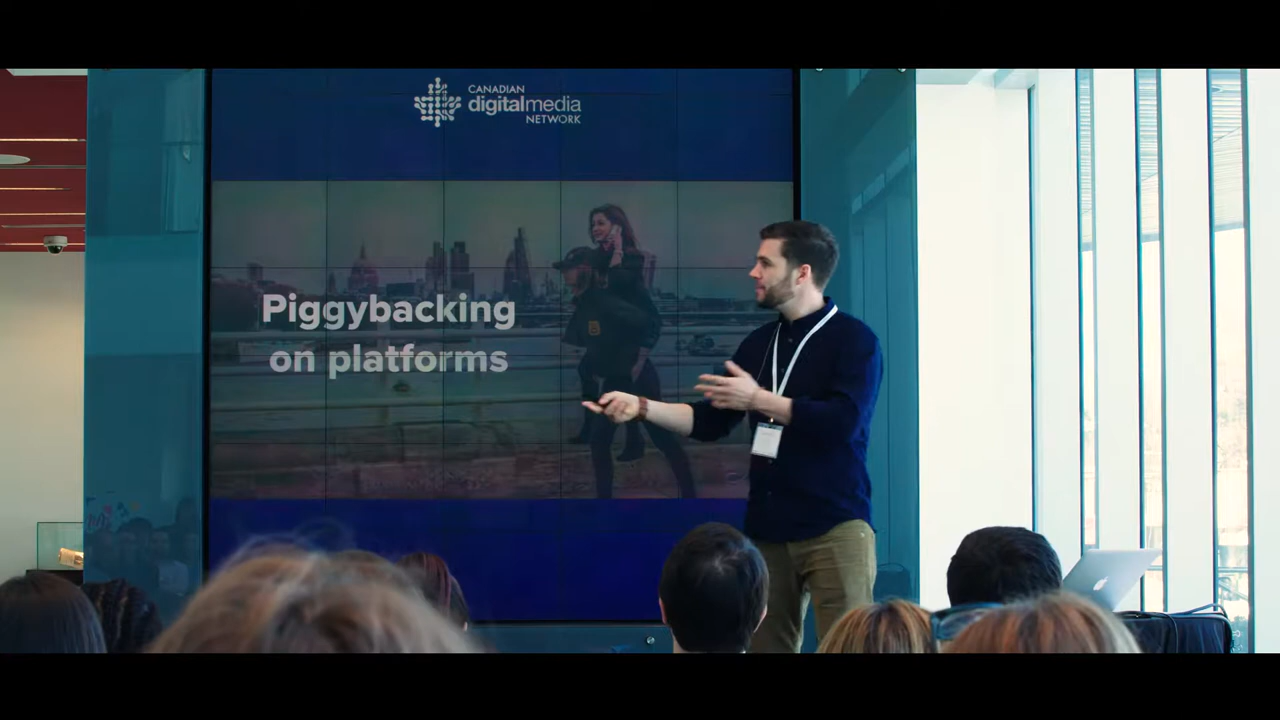 CANADIAN
digitalmedia
NETWORK
Piggybacking
on platforms